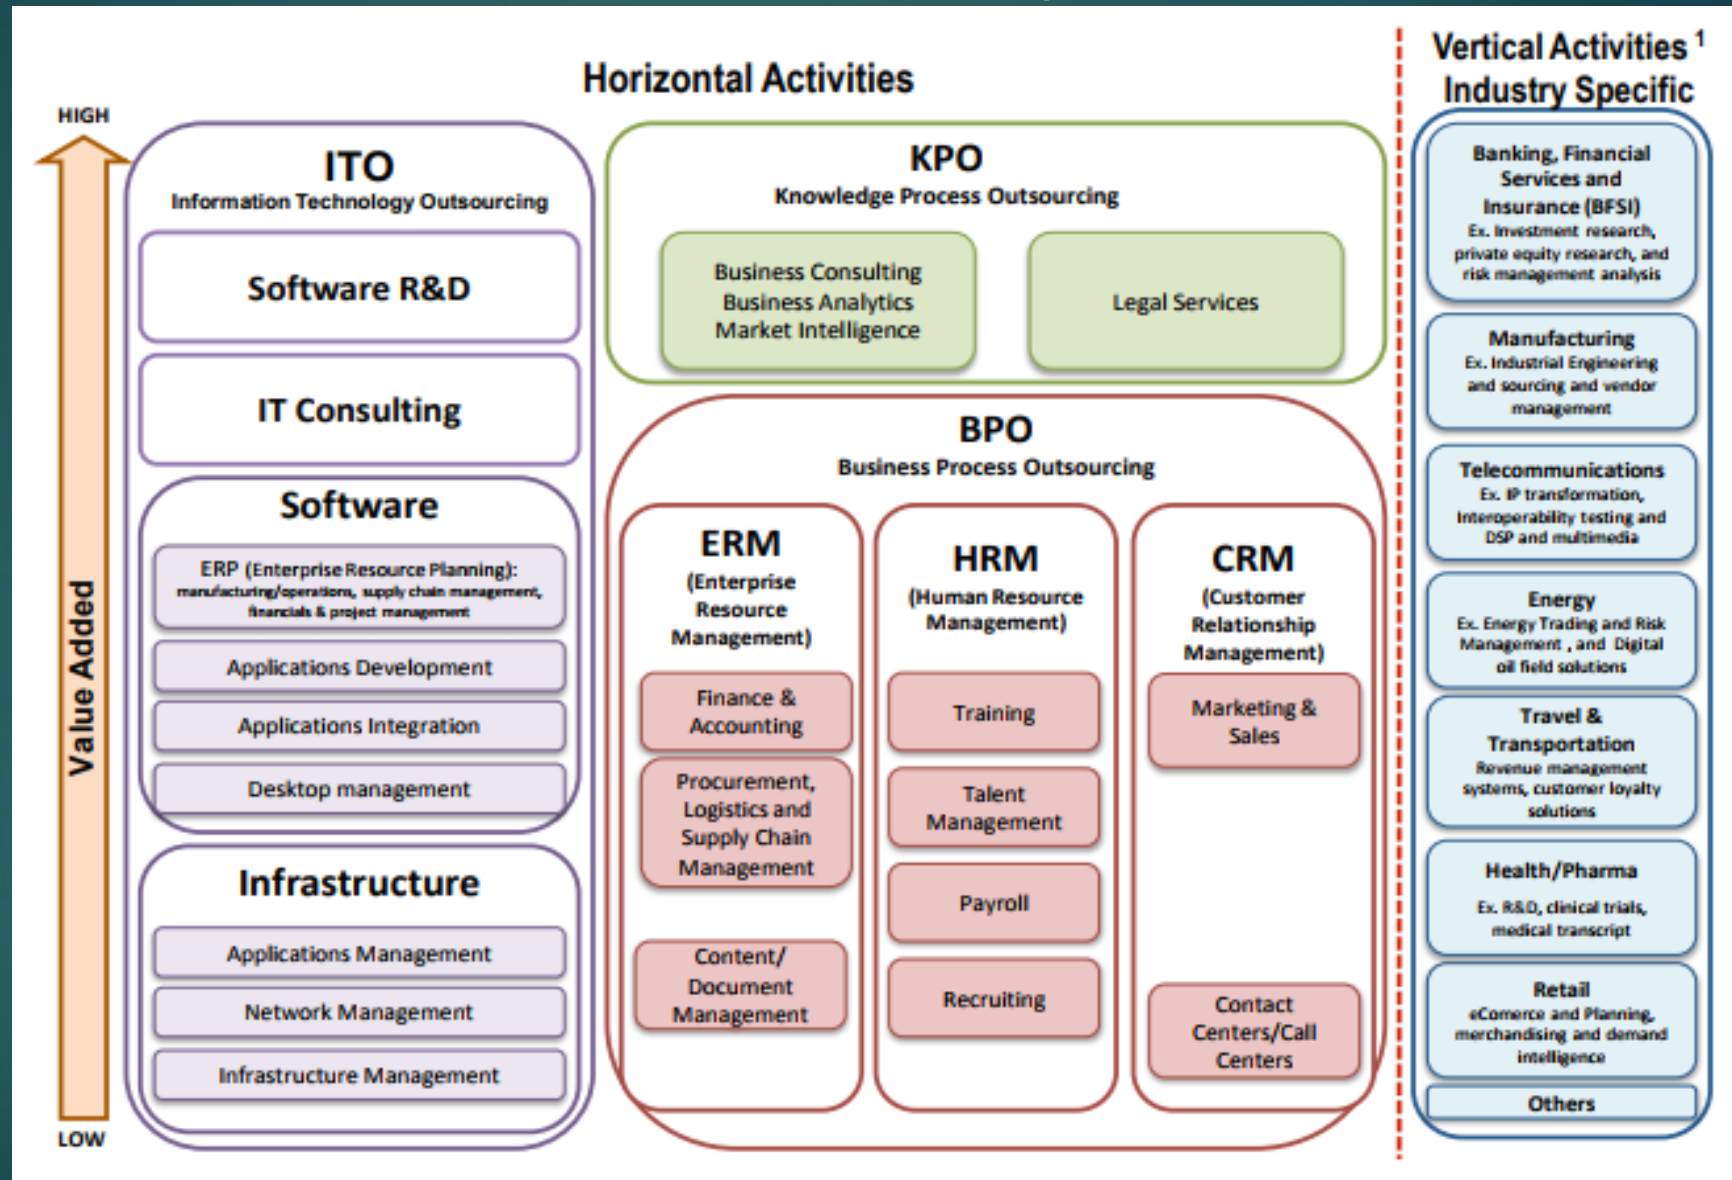 Horizontal Activities
Vertical Activities 1
Industry Specific
HIGH
Value Added
LOW
ITO
Information Technology Outsourcing
Software R&D
IT Consulting
Software
ERP (Enterprise Resource Planning):
manufacturing/operations, supply chain management,
financials & project management
Applications Development
Applications Integration
Desktop management
Infrastructure
Applications Management
Network Management
Infrastructure Management
KPO
Knowledge Process Outsourcing
Business Consulting
Business Analytics
Market Intelligence
Legal Services
BPO
Business Process Outsourcing
ERM
(Enterprise
Resource
Management)
Finance &
Accounting
Procurement,
Logistics and
Supply Chain
Management
Content/
Document
Management
HRM
(Human Resource
Management)
Training
Talent
Management
Payroll
Recruiting
CRM
(Customer
Relationship
Management)
Marketing &
Sales
Contact
Centers/Call
Centers
Banking, Financial
Services and
Insurance (BFSI)
Ex. Investment research,
private equity research, and
risk management analysis
Manufacturing
Ex. Industrial Engineering
and sourcing and vendor
management
Telecommunications
Ex. IP transformation,
Interoperability testing and
DSP and multimedia
Energy
Ex. Energy Trading and Risk
Management , and Digital
oil field solutions
Travel &
Transportation
Revenue management
systems, customer loyalty
solutions
Health/Pharma
Ex. R&D, clinical trials,
medical transcript
Retail
eComerce and Planning,
merchandising and demand
intelligence
Others